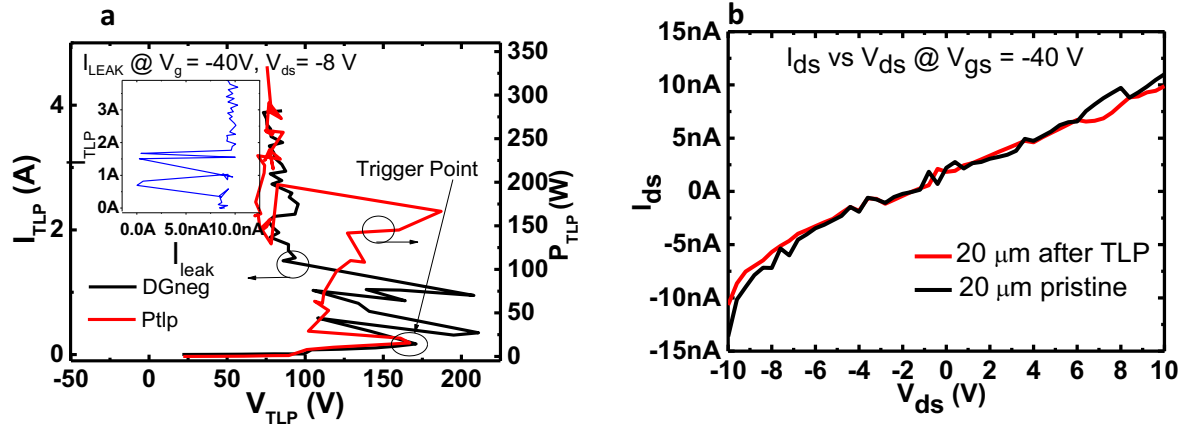 a
I_LEAK @ V_g = -40V, V_ds= -8 V
I_TLP (A)
4
2
0
P_TLP (W)
350
300
250
200
150
100
50
0
I_TLP
3A
2A
1A
0A
0.0A 5.0nA 10.0nA
I_leak
Trigger Point
DGneg
Ptlp
-50 0 50 100 150 200
V_TLP (V)
b
I_ds vs V_ds @ V_gs = -40 V
I_ds
15nA
10nA
5nA
0A
-5nA
-10nA
-15nA
20 μm after TLP
20 μm pristine
-10 -8 -6 -4 -2 0 2 4 6 8 10
V_ds (V)